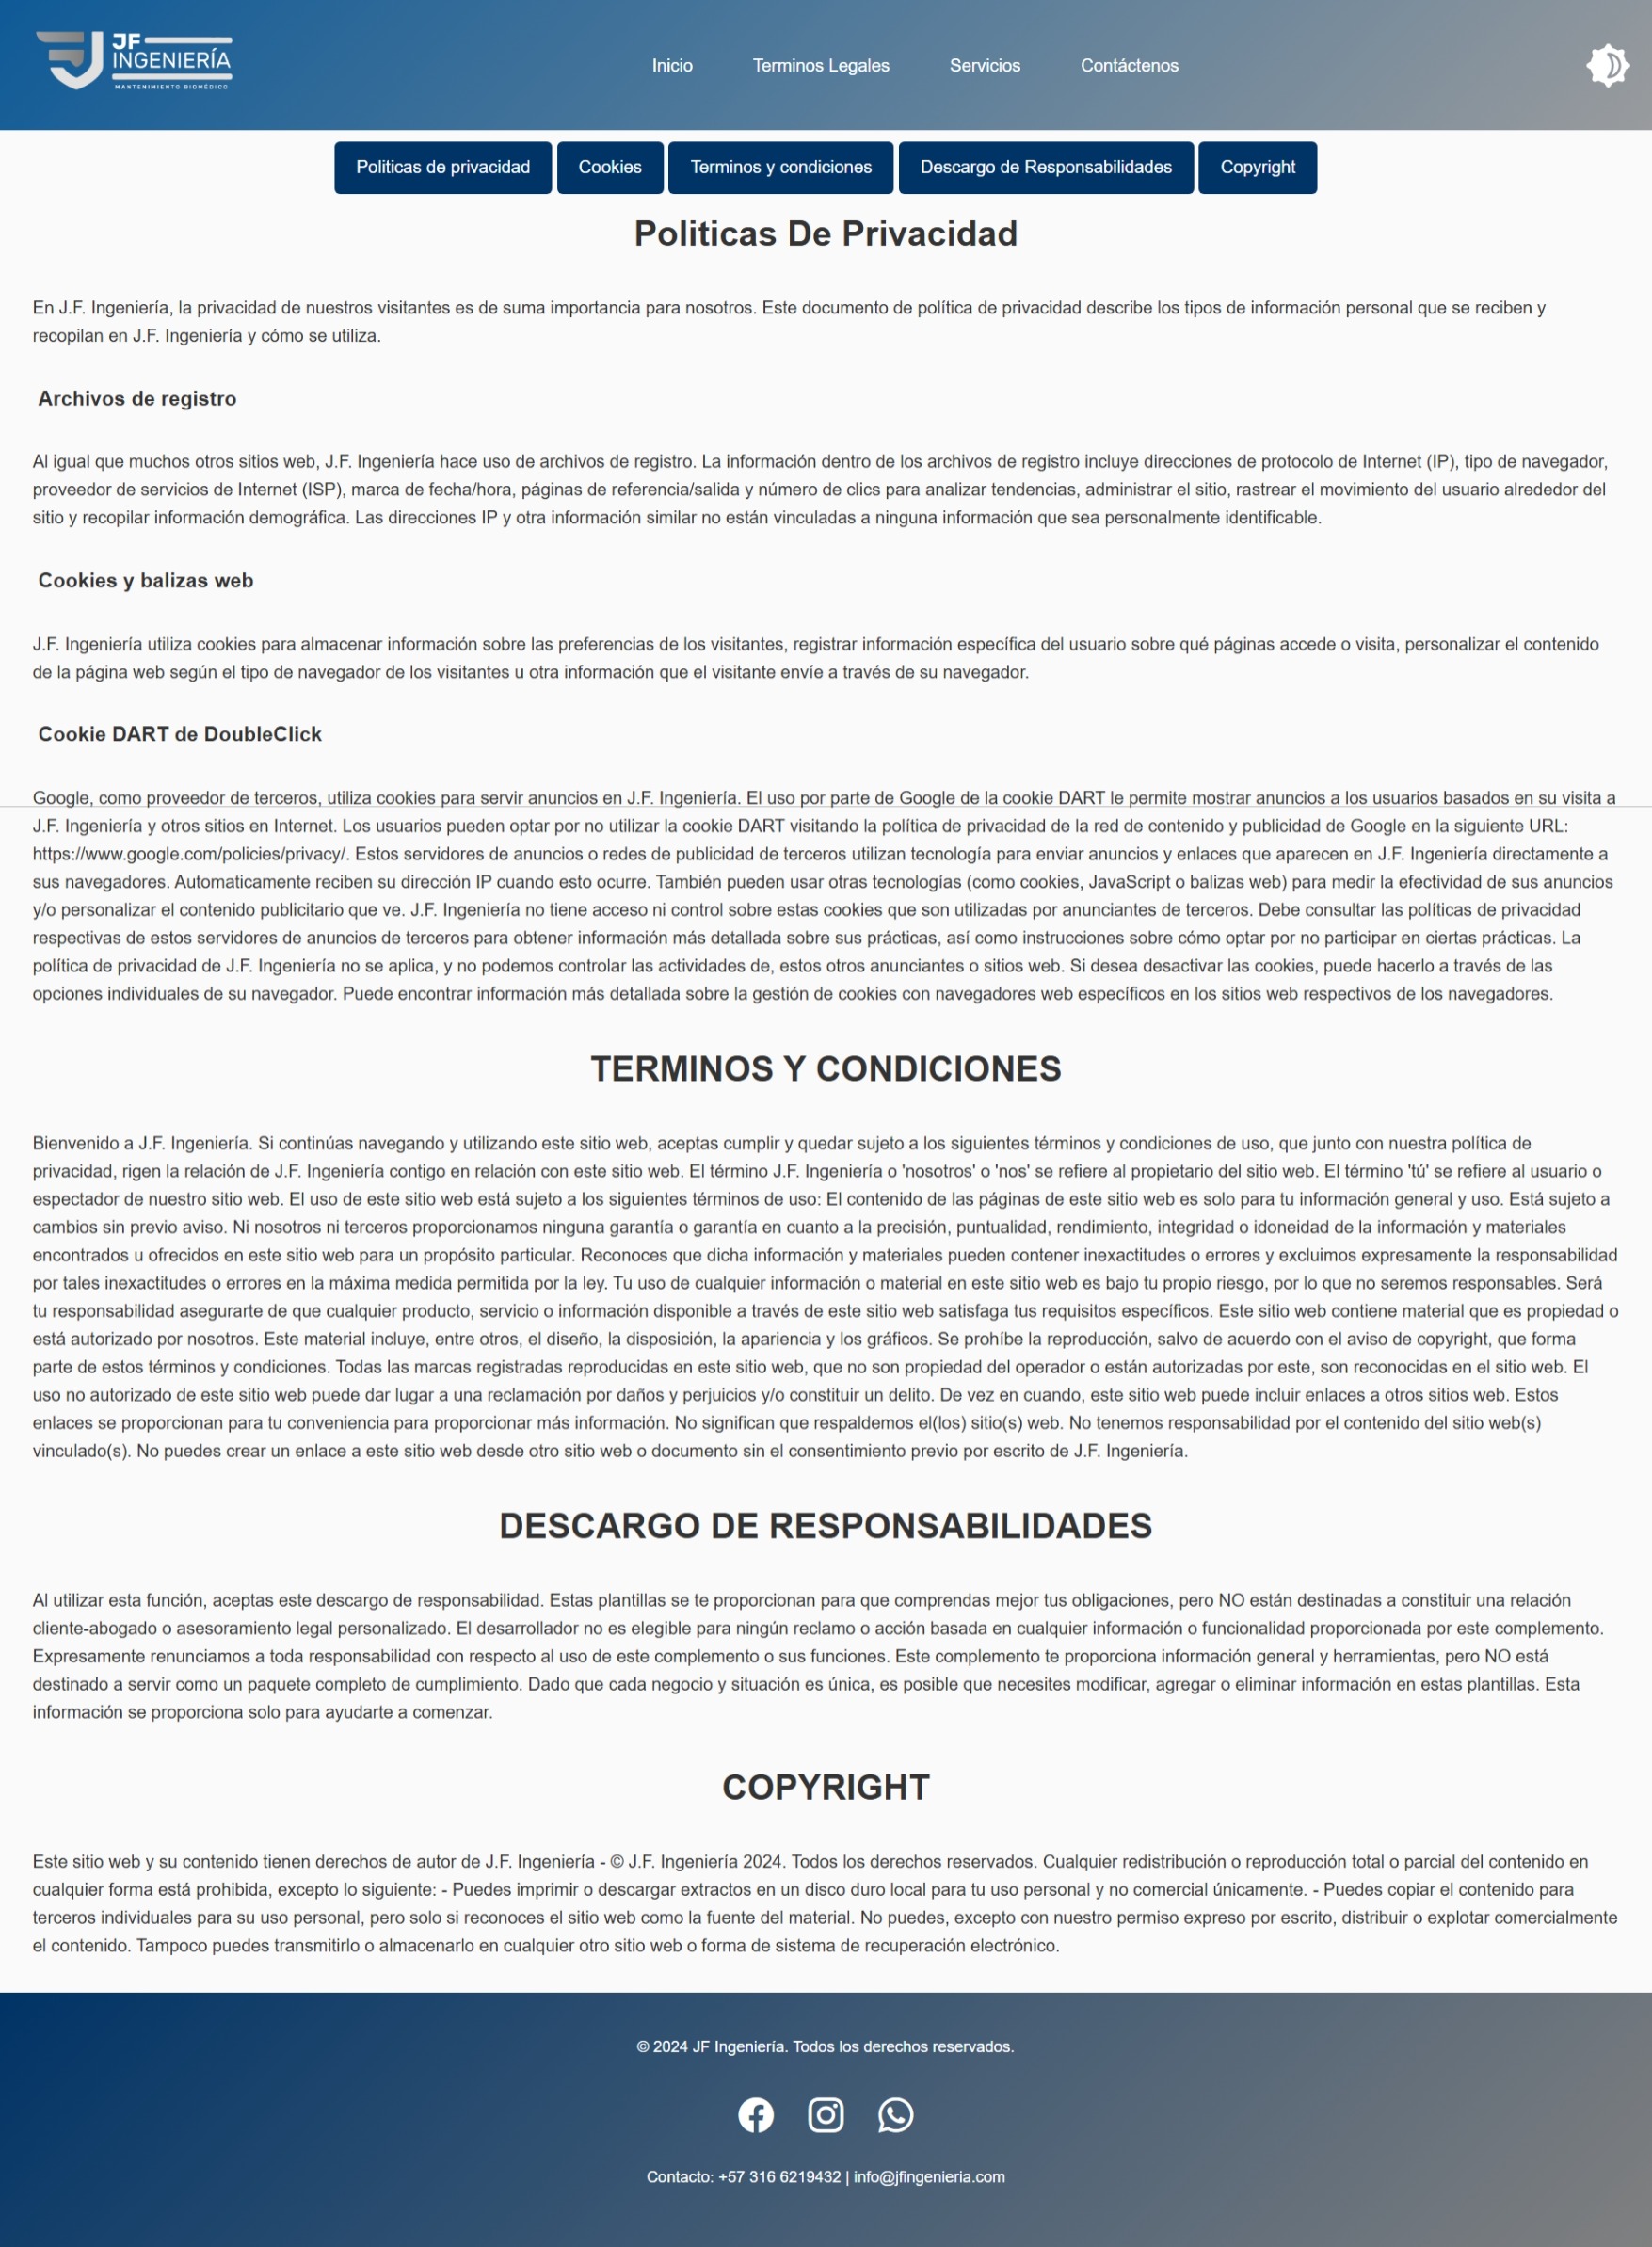 JF
INGENIERÍA
MANTENIMIENTO BIOMÉDICO
Inicio
Terminos Legales
Servicios
Contáctenos
Politicas de privacidad
Cookies
Terminos y condiciones
Descargo de Responsabilidades
Copyright
Politicas De Privacidad
En J.F. Ingeniería, la privacidad de nuestros visitantes es de suma importancia para nosotros. Este documento de política de privacidad describe los tipos de información personal que se reciben y
recopilan en J.F. Ingeniería y cómo se utiliza.
Archivos de registro
Al igual que muchos otros sitios web, J.F. Ingeniería hace uso de archivos de registro. La información dentro de los archivos de registro incluye direcciones de protocolo de Internet (IP), tipo de navegador,
proveedor de servicios de Internet (ISP), marca de fecha/hora, páginas de referencia/salida y número de clics para analizar tendencias, administrar el sitio, rastrear el movimiento del usuario alrededor del
sitio y recopilar información demográfica. Las direcciones IP y otra información similar no están vinculadas a ninguna información que sea personalmente identificable.
Cookies y balizas web
J.F. Ingeniería utiliza cookies para almacenar información sobre las preferencias de los visitantes, registrar información específica del usuario sobre qué páginas accede o visita, personalizar el contenido
de la página web según el tipo de navegador de los visitantes u otra información que el visitante envíe a través de su navegador.
Cookie DART de DoubleClick
Google, como proveedor de terceros, utiliza cookies para servir anuncios en J.F. Ingeniería. El uso por parte de Google de la cookie DART le permite mostrar anuncios a los usuarios basados en su visita a
J.F. Ingeniería y otros sitios en Internet. Los usuarios pueden optar por no utilizar la cookie DART visitando la política de privacidad de la red de contenido y publicidad de Google en la siguiente URL:
https://www.google.com/policies/privacy/. Estos servidores de anuncios o redes de publicidad de terceros utilizan tecnología para enviar anuncios y enlaces que aparecen en J.F. Ingeniería directamente a
sus navegadores. Automaticamente reciben su dirección IP cuando esto ocurre. También pueden usar otras tecnologías (como cookies, JavaScript o balizas web) para medir la efectividad de sus anuncios
y/o personalizar el contenido publicitario que ve. J.F. Ingeniería no tiene acceso ni control sobre estas cookies que son utilizadas por anunciantes de terceros. Debe consultar las políticas de privacidad
respectivas de estos servidores de anuncios de terceros para obtener información más detallada sobre sus prácticas, así como instrucciones sobre cómo optar por no participar en ciertas prácticas. La
política de privacidad de J.F. Ingeniería no se aplica, y no podemos controlar las actividades de, estos otros anunciantes o sitios web. Si desea desactivar las cookies, puede hacerlo a través de las
opciones individuales de su navegador. Puede encontrar información más detallada sobre la gestión de cookies con navegadores web específicos en los sitios web respectivos de los navegadores.
TERMINOS Y CONDICIONES
Bienvenido a J.F. Ingeniería. Si continúas navegando y utilizando este sitio web, aceptas cumplir y quedar sujeto a los siguientes términos y condiciones de uso, que junto con nuestra política de
privacidad, rigen la relación de J.F. Ingeniería contigo en relación con este sitio web. El término J.F. Ingeniería o 'nosotros' o 'nos' se refiere al propietario del sitio web. El término 'tú' se refiere al usuario o
espectador de nuestro sitio web. El uso de este sitio web está sujeto a los siguientes términos de uso: El contenido de las páginas de este sitio web es solo para tu información general y uso. Está sujeto a
cambios sin previo aviso. Ni nosotros ni terceros proporcionamos ninguna garantía o garantía en cuanto a la precisión, puntualidad, rendimiento, integridad o idoneidad de la información y materiales
encontrados u ofrecidos en este sitio web para un propósito particular. Reconoces que dicha información y materiales pueden contener inexactitudes o errores y excluimos expresamente la responsabilidad
por tales inexactitudes o errores en la máxima medida permitida por la ley. Tu uso de cualquier información o material en este sitio web es bajo tu propio riesgo, por lo que no seremos responsables. Será
tu responsabilidad asegurarte de que cualquier producto, servicio o información disponible a través de este sitio web satisfaga tus requisitos específicos. Este sitio web contiene material que es propiedad o
está autorizado por nosotros. Este material incluye, entre otros, el diseño, la disposición, la apariencia y los gráficos. Se prohíbe la reproducción, salvo de acuerdo con el aviso de copyright, que forma
parte de estos términos y condiciones. Todas las marcas registradas reproducidas en este sitio web, que no son propiedad del operador o están autorizadas por este, son reconocidas en el sitio web. El
uso no autorizado de este sitio web puede dar lugar a una reclamación por daños y perjuicios y/o constituir un delito. De vez en cuando, este sitio web puede incluir enlaces a otros sitios web. Estos
enlaces se proporcionan para tu conveniencia para proporcionar más información. No significan que respaldemos el(los) sitio(s) web. No tenemos responsabilidad por el contenido del sitio web(s)
vinculado(s). No puedes crear un enlace a este sitio web desde otro sitio web o documento sin el consentimiento previo por escrito de J.F. Ingeniería.
DESCARGO DE RESPONSABILIDADES
Al utilizar esta función, aceptas este descargo de responsabilidad. Estas plantillas se te proporcionan para que comprendas mejor tus obligaciones, pero NO están destinadas a constituir una relación
cliente-abogado o asesoramiento legal personalizado. El desarrollador no es elegible para ningún reclamo o acción basada en cualquier información o funcionalidad proporcionada por este complemento.
Expresamente renunciamos a toda responsabilidad con respecto al uso de este complemento o sus funciones. Este complemento te proporciona información general y herramientas, pero NO está
destinado a servir como un paquete completo de cumplimiento. Dado que cada negocio y situación es única, es posible que necesites modificar, agregar o eliminar información en estas plantillas. Esta
información se proporciona solo para ayudarte a comenzar.
COPYRIGHT
Este sitio web y su contenido tienen derechos de autor de J.F. Ingeniería - © J.F. Ingeniería 2024. Todos los derechos reservados. Cualquier redistribución o reproducción total o parcial del contenido en
cualquier forma está prohibida, excepto lo siguiente: - Puedes imprimir o descargar extractos en un disco duro local para tu uso personal y no comercial únicamente. - Puedes copiar el contenido para
terceros individuales para su uso personal, pero solo si reconoces el sitio web como la fuente del material. No puedes, excepto con nuestro permiso expreso por escrito, distribuir o explotar comercialmente
el contenido. Tampoco puedes transmitirlo o almacenarlo en cualquier otro sitio web o forma de sistema de recuperación electrónico.
© 2024 JF Ingeniería. Todos los derechos reservados.
Contacto: +57 316 6219432 | info@jfingenieria.com